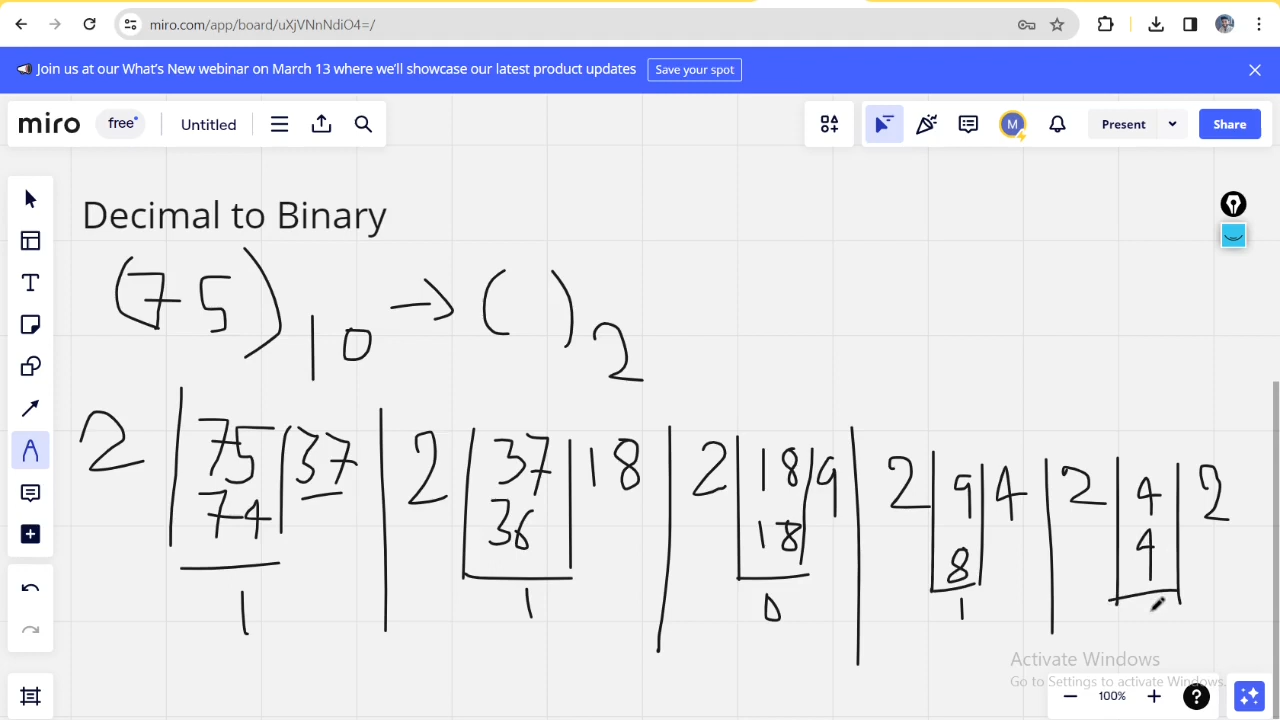 miro.com/app/board/uXjVNnNdiO4=/
Join us at our What's New webinar on March 13 where we'll showcase our latest product updates Save your spot
miro free Untitled M Present Share
Decimal to Binary
(75)10 → ( )2
2 75 37 2 37 18 2 18 9 2 9 4 2 4 2
74 36 18 8 4
1 1 0 1
Activate Windows
Go to Settings to activate Windows.
100% ?